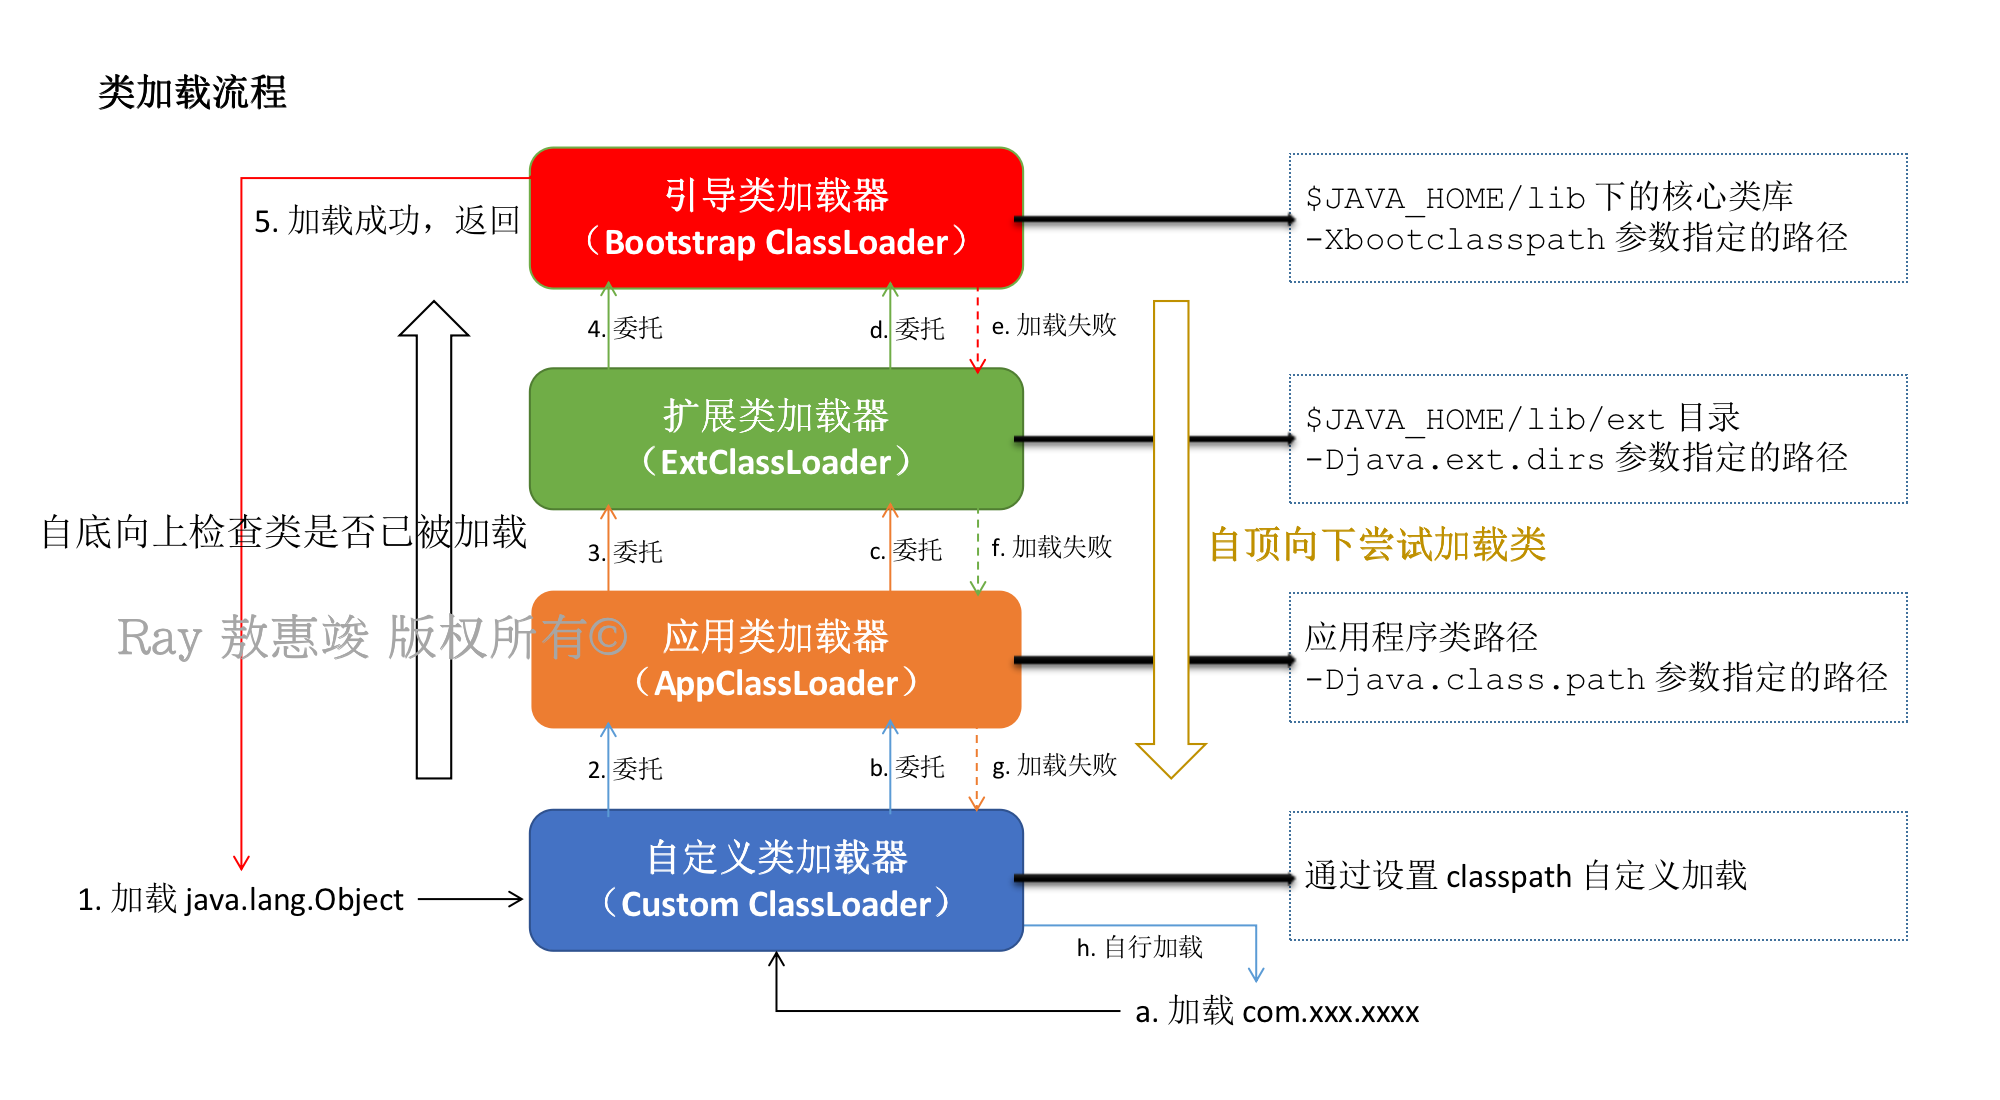 类加载流程
引导类加载器
（Bootstrap ClassLoader）
$JAVA_HOME/lib 下的核心类库
-Xbootclasspath 参数指定的路径
5. 加载成功，返回
4. 委托
d. 委托
e. 加载失败
扩展类加载器
（ExtClassLoader）
$JAVA_HOME/lib/ext 目录
-Djava.ext.dirs 参数指定的路径
自底向上检查类是否已被加载
3. 委托
c. 委托
f. 加载失败
自顶向下尝试加载类
Ray 敖惠竣 版权所有©
应用类加载器
（AppClassLoader）
应用程序类路径
-Djava.class.path 参数指定的路径
2. 委托
b. 委托
g. 加载失败
自定义类加载器
（Custom ClassLoader）
通过设置 classpath 自定义加载
1. 加载 java.lang.Object
h. 自行加载
a. 加载 com.xxx.xxxx